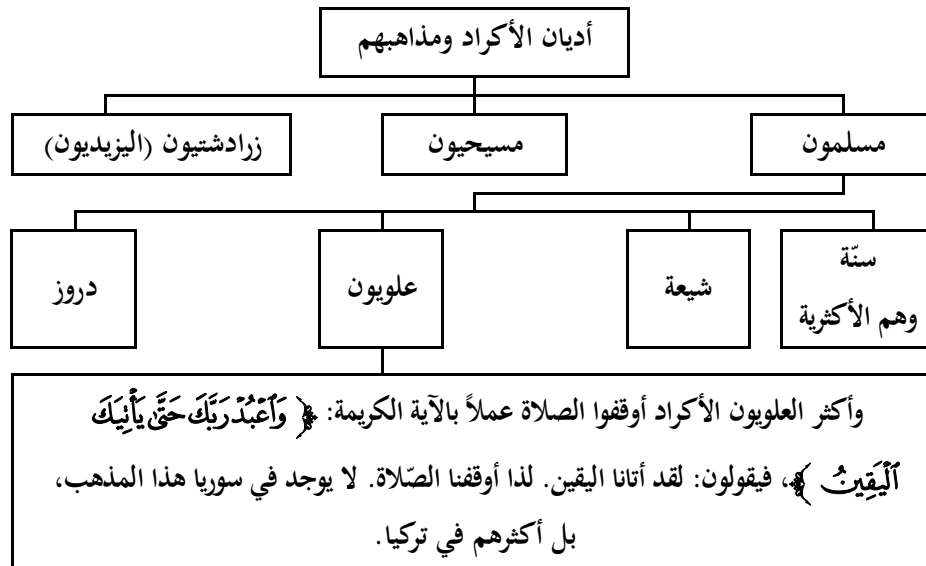 أديان الأكراد ومذاهبهم
مسلمون
مسيحيون
زرادشتيون (اليزيديون)
سنّة
وهم الأكثرية
شيعة
علويون
دروز
وأكثر العلويون الأكراد أوقفوا الصلاة عملاً بالآية الكريمة: ﴿ وَٱعْبُدْ رَبَّكَ حَتَّىٰ يَأْتِيَكَ
ٱلْيَقِينُ ﴾، فيقولون: لقد أتانا اليقين. لذا أوقفنا الصّلاة. لا يوجد في سوريا هذا المذهب،
بل أكثرهم في تركيا.